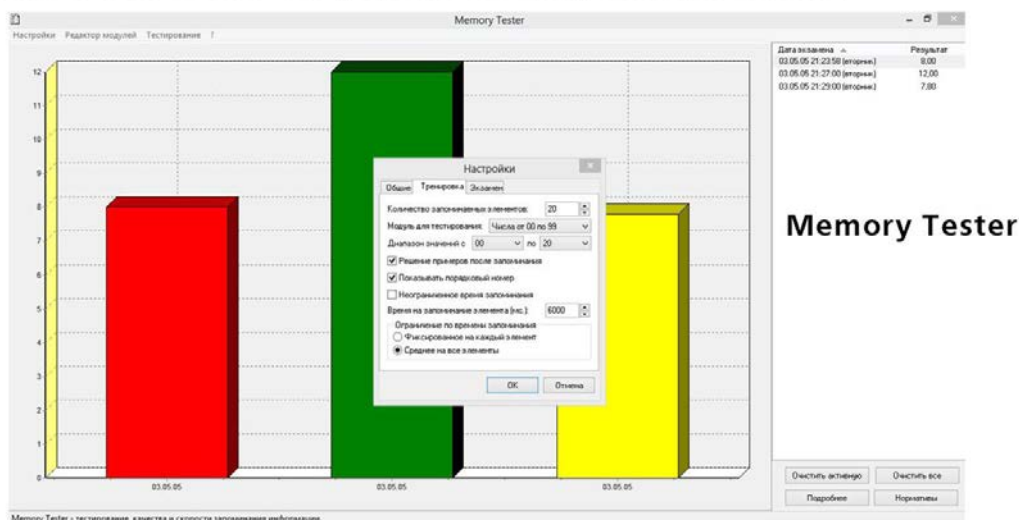 Memory Tester
Настройки Редактор модулей Тестирование ?
Дата экзамена Результат
03.05.05 21:23:58 (вторник) 8,00
03.05.05 21:27:00 (вторник) 12,00
03.05.05 21:29:00 (вторник) 7,80
12
11
10
9
8
7
6
5
4
3
2
1
0
03.05.05 03.05.05 03.05.05
Настройки
Общие Тренировка Экзамен
Количество запоминаемых элементов: 20
Модуль для тестирования: Числа от 00 по 99
Диапазон значений с 00 по 20
Решение примеров после запоминания
Показывать порядковый номер
Неограниченное время запоминания
Время на запоминание элемента (мс.): 6000
Ограниление по времени запоминания
Фиксированное на каждый элемент
Среднее на все элементы
OK Отмена
Memory Tester
Очистить активную Очистить все
Подробнее Нормативы
Memory Tester - тестирование качества и скорости запоминания информации